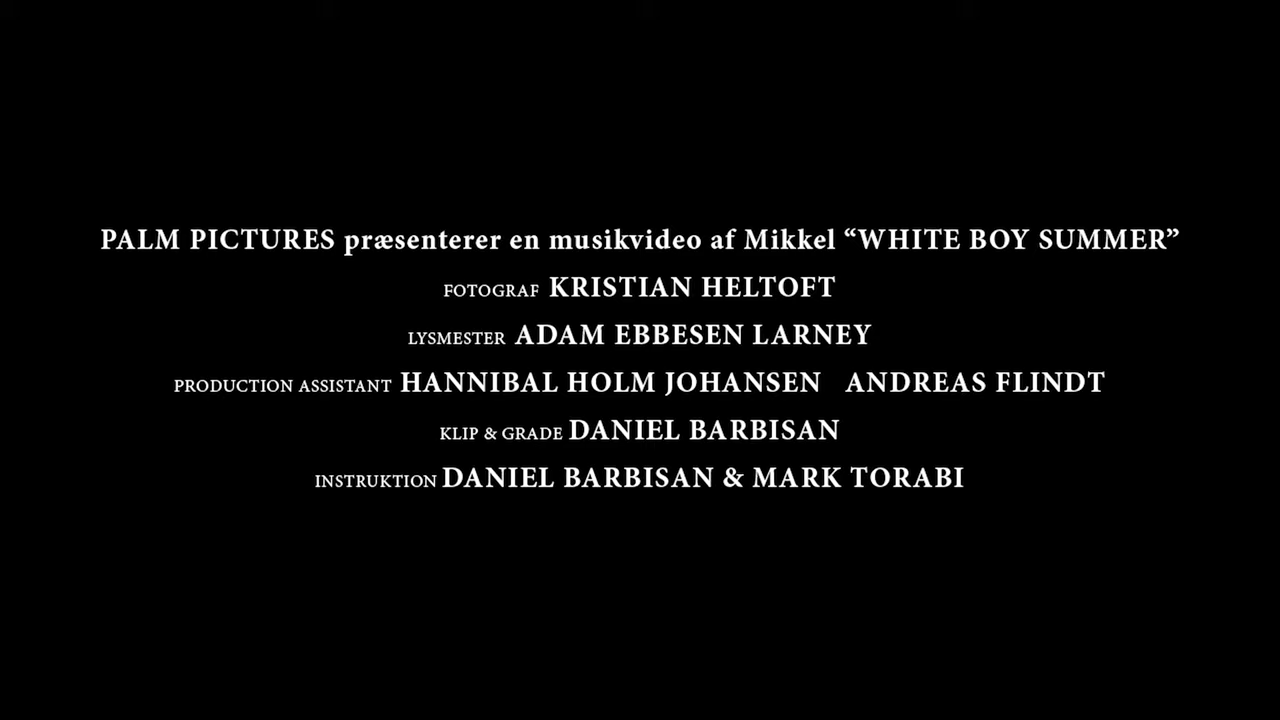 PALM PICTURES præsenterer en musikvideo af Mikkel “WHITE BOY SUMMER”
FOTOGRAF KRISTIAN HELTOFT
LYSMESTER ADAM EBBESEN LARNEY
PRODUCTION ASSISTANT HANNIBAL HOLM JOHANSEN ANDREAS FLINDT
KLIP & GRADE DANIEL BARBISAN
INSTRUKTION DANIEL BARBISAN & MARK TORABI